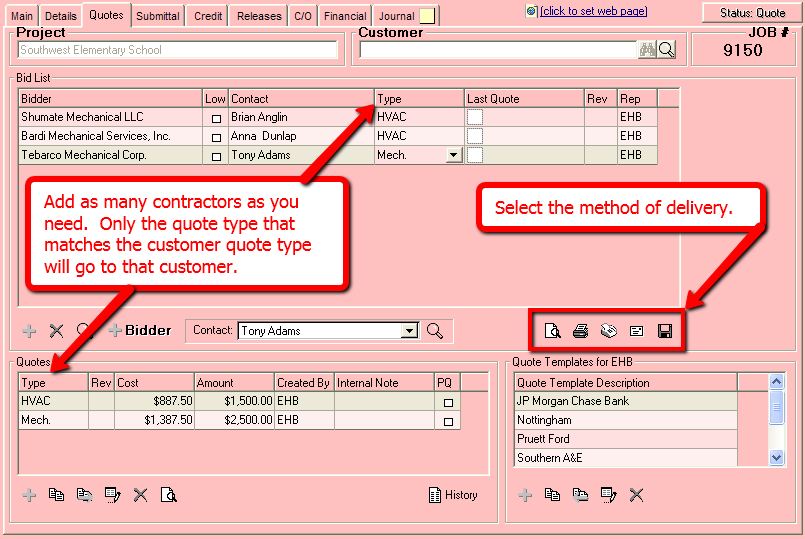 Main Details Quotes Submittal Credit Releases C/O Financial Journal (click to set web page) Status: Quote
Project Customer JOB #
Southwest Elementary School 9150
Bid List
Bidder Low Contact Type Last Quote Rev Rep
Shumate Mechanical LLC Brian Anglin HVAC EHB
Bardi Mechanical Services, Inc. Anna Dunlap HVAC EHB
Tebarco Mechanical Corp. Tony Adams Mech. EHB
Add as many contractors as you
need. Only the quote type that
matches the customer quote type
will go to that customer.
Select the method of delivery.
Bidder Contact: Tony Adams
Quotes
Type Rev Cost Amount Created By Internal Note PQ
HVAC $887.50 $1,500.00 EHB
Mech. $1,387.50 $2,500.00 EHB
History
Quote Templates for EHB
Quote Template Description
JP Morgan Chase Bank
Nottingham
Pruett Ford
Southern A&E